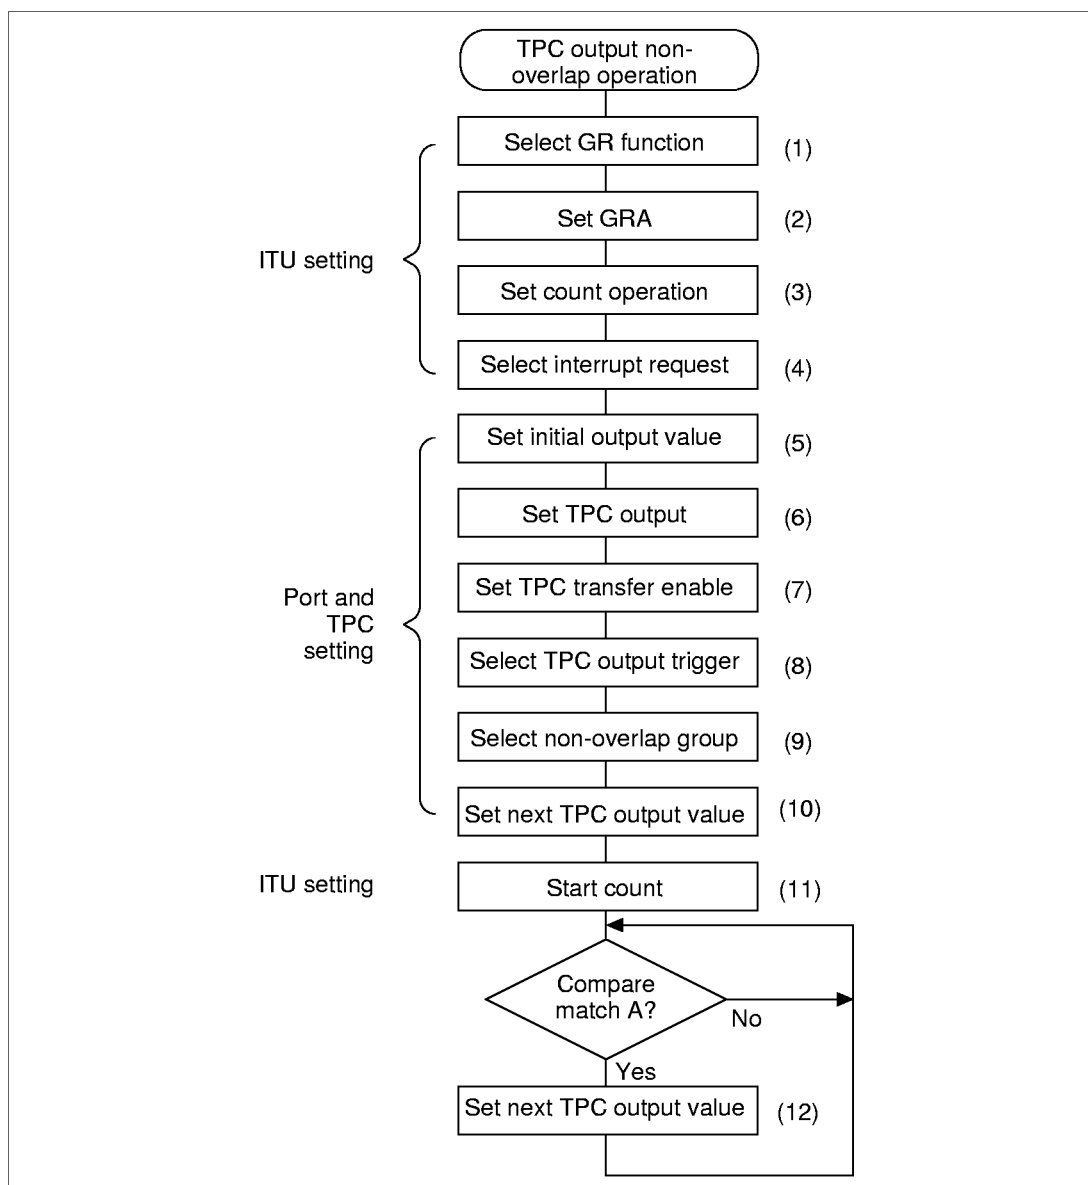 TPC output non-
overlap operation
Select GR function
(1)
Set GRA
(2)
ITU setting
Set count operation
(3)
Select interrupt request
(4)
Set initial output value
(5)
Set TPC output
(6)
Port and
TPC
setting
Set TPC transfer enable
(7)
Select TPC output trigger
(8)
Select non-overlap group
(9)
Set next TPC output value
(10)
ITU setting
Start count
(11)
Compare
match A?
No
Yes
Set next TPC output value
(12)